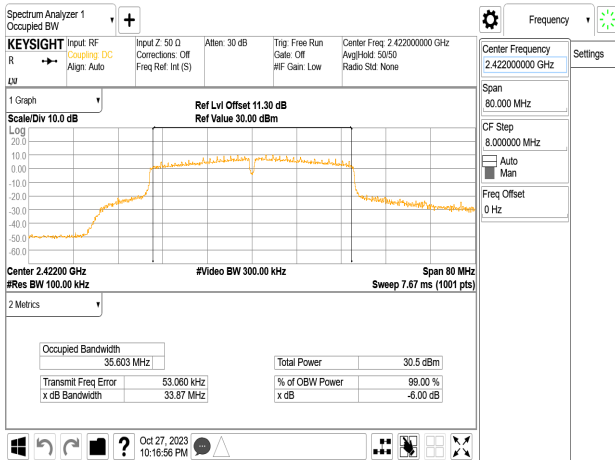 Spectrum Analyzer 1
Occupied BW
KEYSIGHT
R
Input: RF
Coupling: DC
Align: Auto
Input Z: 50 Ω
Corrections: Off
Freq Ref: Int (S)
Atten: 30 dB
Trig: Free Run
Gate: Off
#IF Gain: Low
Center Freq: 2.422000000 GHz
Avg|Hold: 50/50
Radio Std: None
LXI
1 Graph
Scale/Div 10.0 dB
Ref Lvl Offset 11.30 dB
Ref Value 30.00 dBm
Log
20.0
10.0
0.00
-10.0
-20.0
-30.0
-40.0
-50.0
-60.0
Center 2.42200 GHz
#Res BW 100.00 kHz
#Video BW 300.00 kHz
Span 80 MHz
Sweep 7.67 ms (1001 pts)
2 Metrics
Occupied Bandwidth
35.603 MHz
Transmit Freq Error 53.060 kHz
x dB Bandwidth 33.87 MHz
Total Power 30.5 dBm
% of OBW Power 99.00 %
x dB -6.00 dB
Oct 27, 2023
10:16:56 PM
Frequency
Settings
Center Frequency
2.422000000 GHz
Span
80.000 MHz
CF Step
8.000000 MHz
Auto
Man
Freq Offset
0 Hz